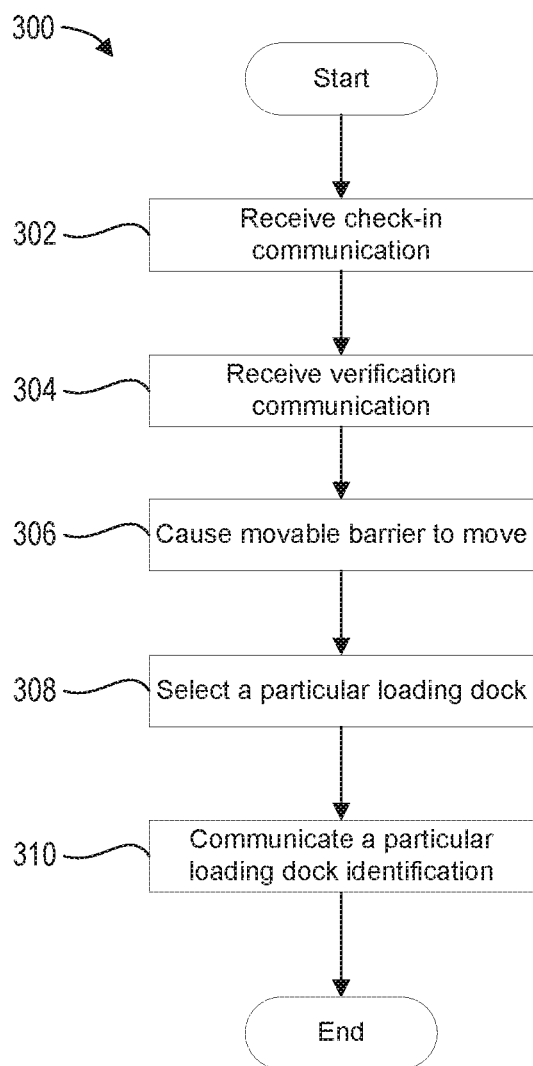 300
Start
302
Receive check-in
communication
304
Receive verification
communication
306
Cause movable barrier to move
308
Select a particular loading dock
310
Communicate a particular
loading dock identification
End